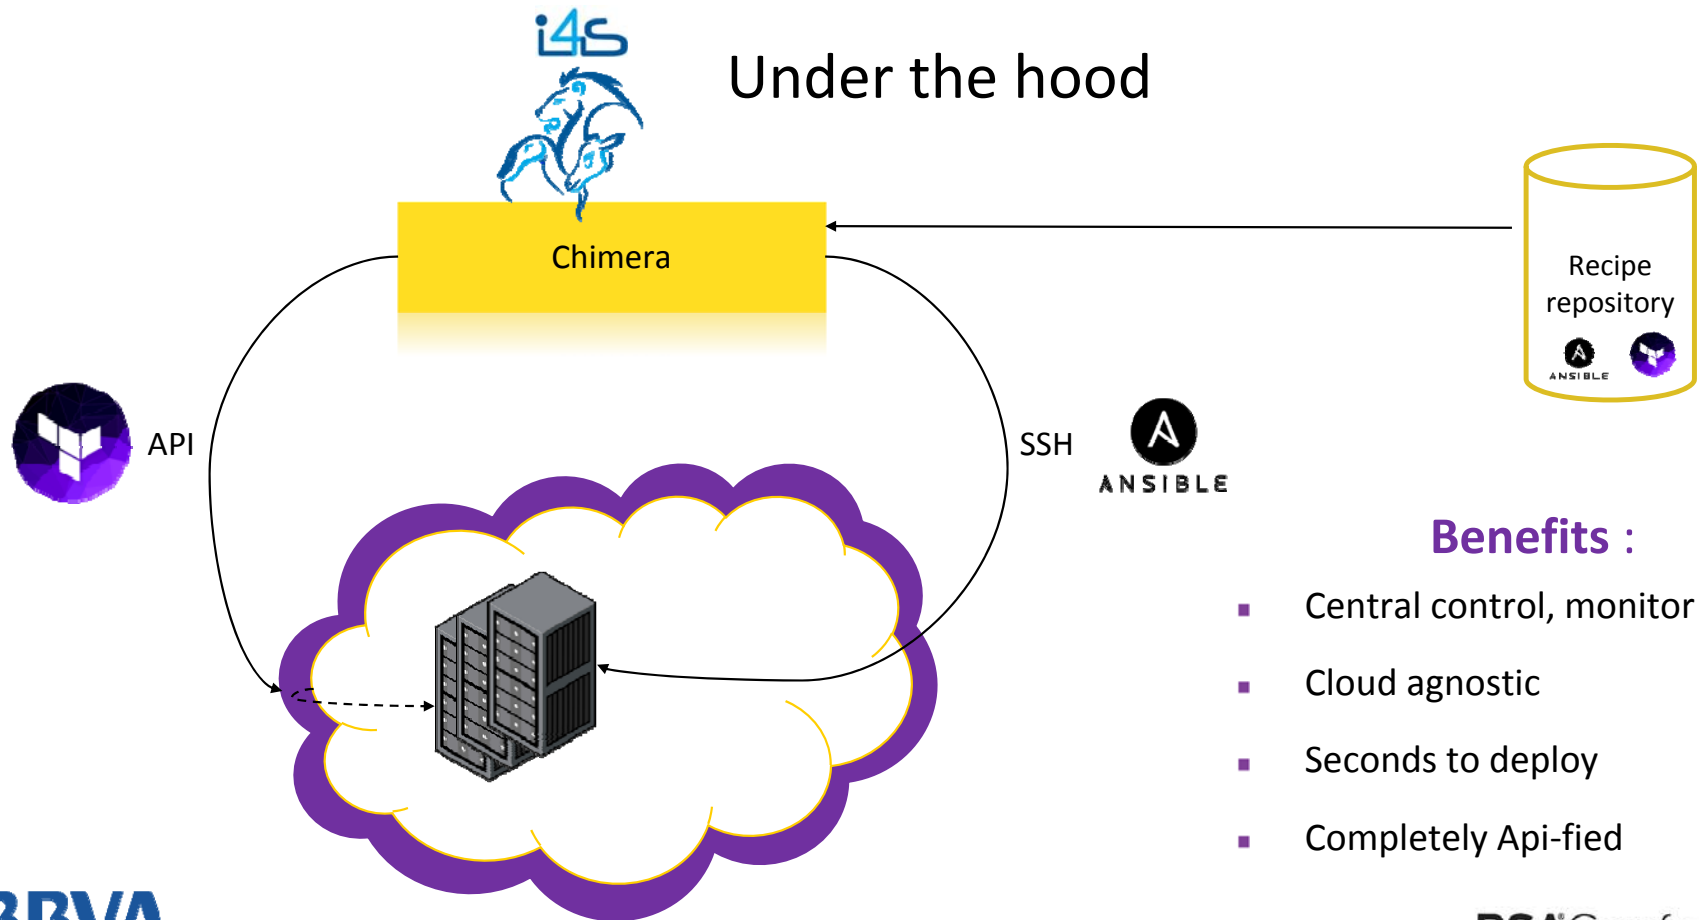 i4S
Under the hood
Chimera
Recipe
repository
ANSIBLE
API
SSH
ANSIBLE
Benefits :
Central control, monitor
Cloud agnostic
Seconds to deploy
Completely Api-fied
BBVA